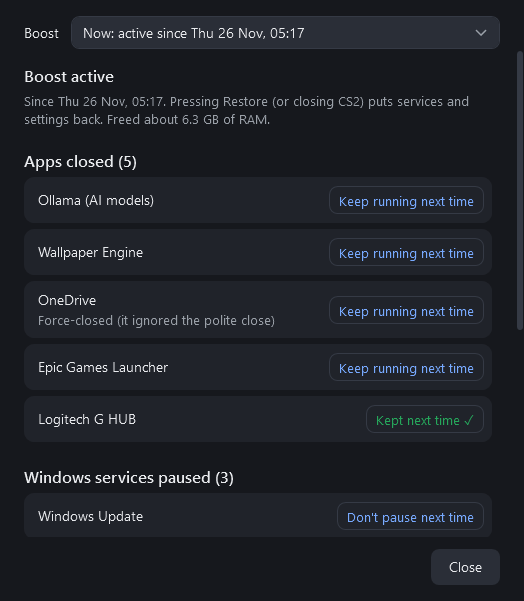 Boost
Now: active since Thu 26 Nov, 05:17
Boost active
Since Thu 26 Nov, 05:17. Pressing Restore (or closing CS2) puts services and
settings back. Freed about 6.3 GB of RAM.
Apps closed (5)
Ollama (AI models)
Keep running next time
Wallpaper Engine
Keep running next time
OneDrive
Force-closed (it ignored the polite close)
Keep running next time
Epic Games Launcher
Keep running next time
Logitech G HUB
Kept next time ✓
Windows services paused (3)
Windows Update
Don't pause next time
Close